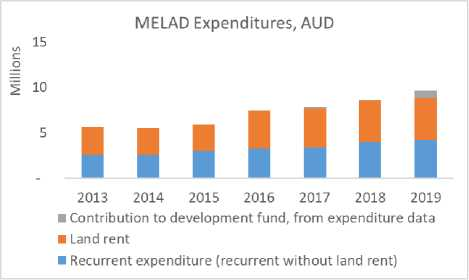 MELAD Expenditures, AUD
Millions
15
10
5
-
2013 2014 2015 2016 2017 2018 2019
Contribution to development fund, from expenditure data
Land rent
Recurrent expenditure (recurrent without land rent)